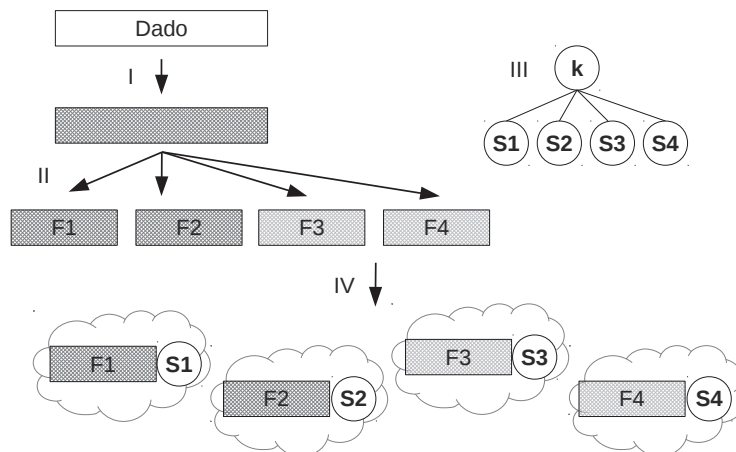 Dado
I
III
k
S1 S2 S3 S4
II
F1 F2 F3 F4
IV
F1 S1
F2 S2
F3 S3
F4 S4